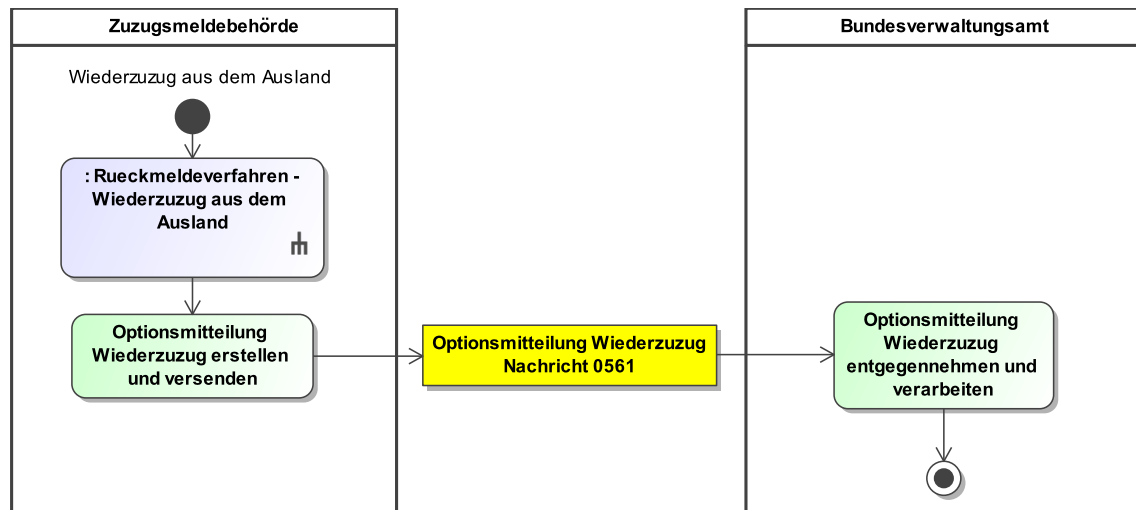 Zuzugsmeldebehörde
Bundesverwaltungsamt
Wiederzuzug aus dem Ausland
: Rueckmeldeverfahren -
Wiederzuzug aus dem
Ausland
Optionsmitteilung
Wiederzuzug erstellen
und versenden
Optionsmitteilung Wiederzuzug
Nachricht 0561
Optionsmitteilung
Wiederzuzug
entgegennehmen und
verarbeiten